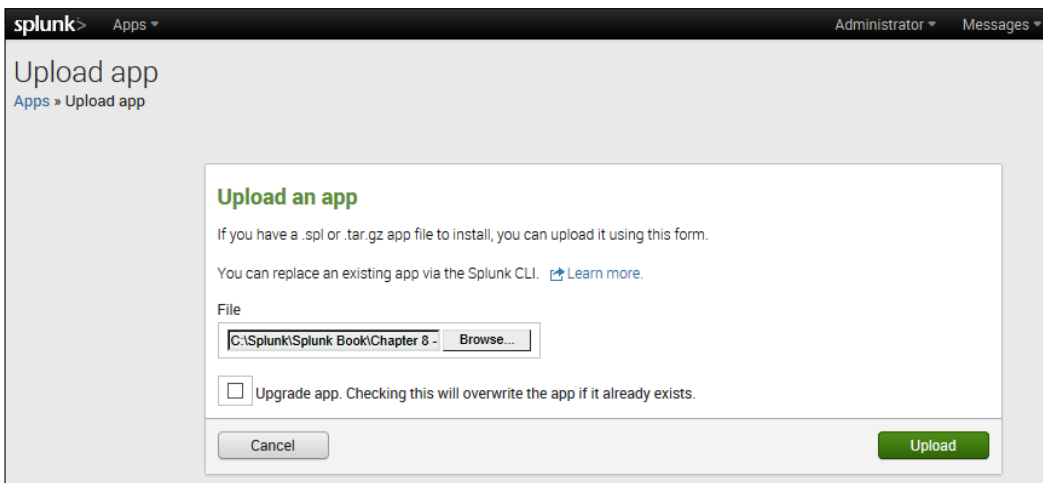 splunk> Apps Administrator Messages
Upload app
Apps » Upload app
Upload an app
If you have a .spl or .tar.gz app file to install, you can upload it using this form.
You can replace an existing app via the Splunk CLI. Learn more.
File
C:\Splunk\Splunk Book\Chapter 8 - Browse...
Upgrade app. Checking this will overwrite the app if it already exists.
Cancel Upload